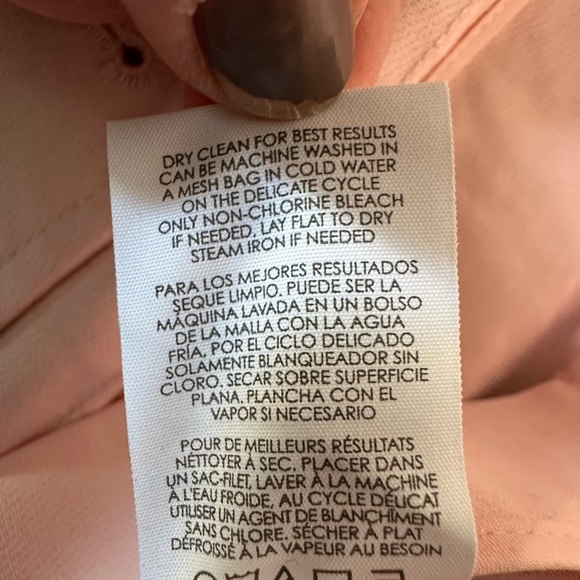 DRY CLEAN FOR BEST RESULTS
CAN BE MACHINE WASHED IN
A MESH BAG IN COLD WATER
ON THE DELICATE CYCLE
ONLY NON-CHLORINE BLEACH
IF NEEDED, LAY FLAT TO DRY
STEAM IRON IF NEEDED
PARA LOS MEJORES RESULTADOS
SEQUE LIMPIO. PUEDE SER LA
MÁQUINA LAVADA EN UN BOLSO
DE LA MALLA CON LA AGUA
FRÍA, POR EL CICLO DELICADO
SOLAMENTE BLANQUEADOR SIN
CLORO. SECAR SOBRE SUPERFICIE
PLANA, PLANCHA CON EL
VAPOR SI NECESARIO
POUR DE MEILLEURS RÉSULTATS
NÉTTOYER À SEC. PLACER DANS
UN SAC-FILET, LAVER À LA MACHINE
À L'EAU FROIDE, AU CYCLE DÉLICAT
UTILISER UN AGENT DE BLANCHÎMENT
SANS CHLORE. SÉCHER À PLAT
DÉFROISSÉ À LA VAPEUR AU BESOIN